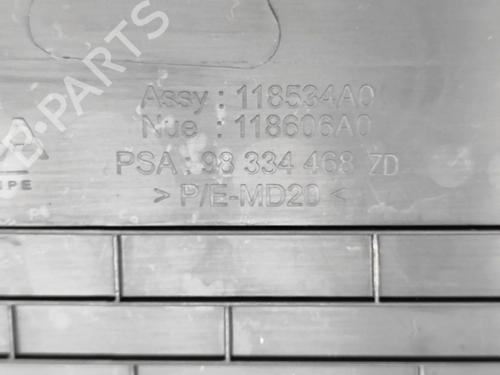 B-PARTS
Assy : 118534A0
Nue : 118606A0
PSA : 98 334 468 ZD
> P/E-MD20 <